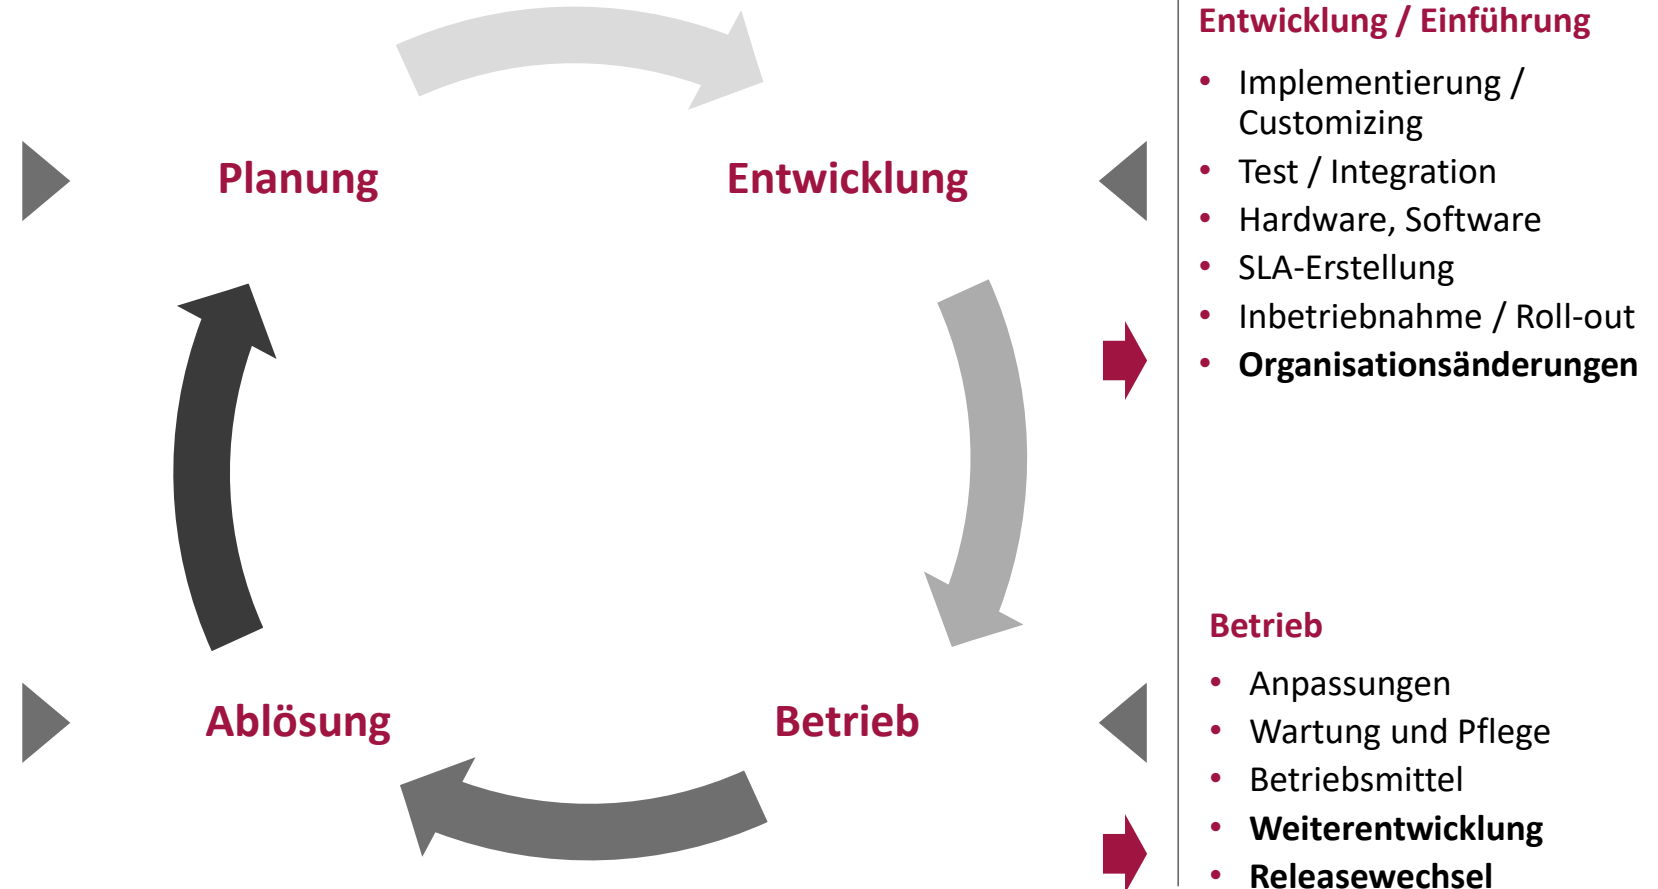 Planung
Entwicklung
Ablösung
Betrieb
Entwicklung / Einführung
• Implementierung /
Customizing
• Test / Integration
• Hardware, Software
• SLA-Erstellung
• Inbetriebnahme / Roll-out
• Organisationsänderungen
Betrieb
• Anpassungen
• Wartung und Pflege
• Betriebsmittel
• Weiterentwicklung
• Releasewechsel